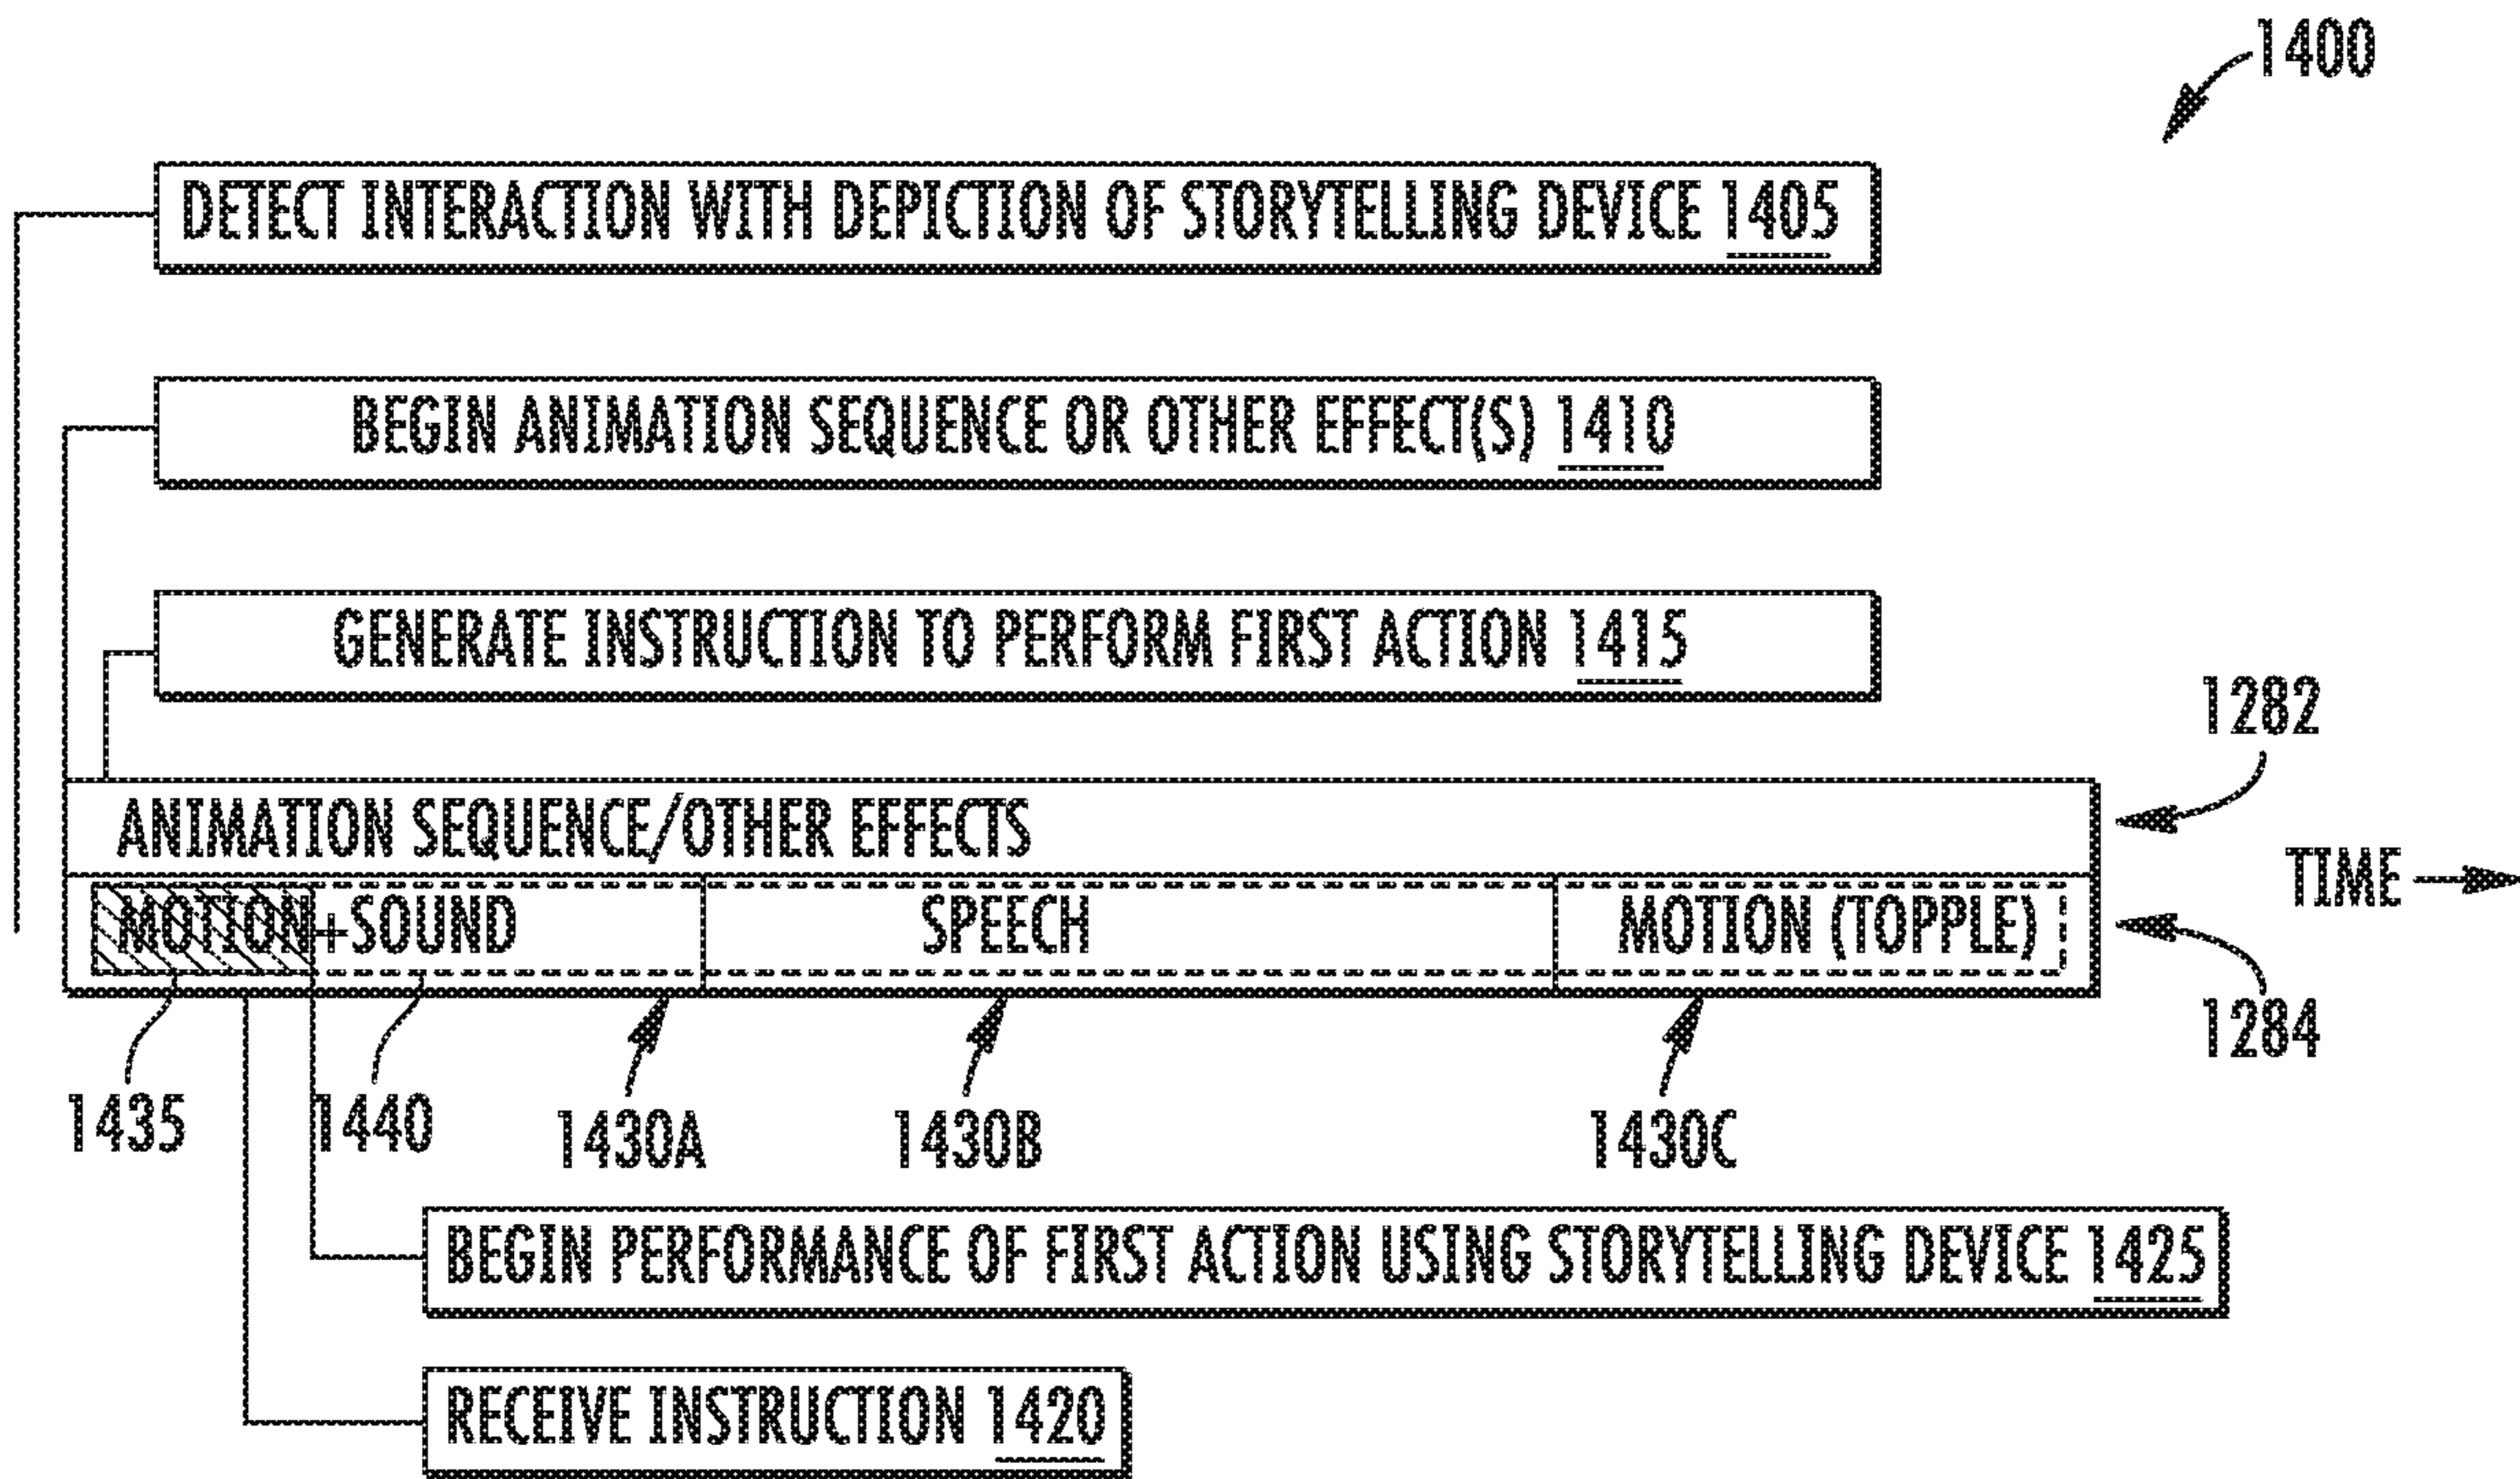 1400
DETECT INTERACTION WITH DEPICTION OF STORYTELLING DEVICE 1405
BEGIN ANIMATION SEQUENCE OR OTHER EFFECT(S) 1410
GENERATE INSTRUCTION TO PERFORM FIRST ACTION 1415
1282
ANIMATION SEQUENCE/OTHER EFFECTS
TIME
MOTION+SOUND SPEECH MOTION (TOPPLE)
1284
1435 1440 1430A 1430B 1430C
BEGIN PERFORMANCE OF FIRST ACTION USING STORYTELLING DEVICE 1425
RECEIVE INSTRUCTION 1420